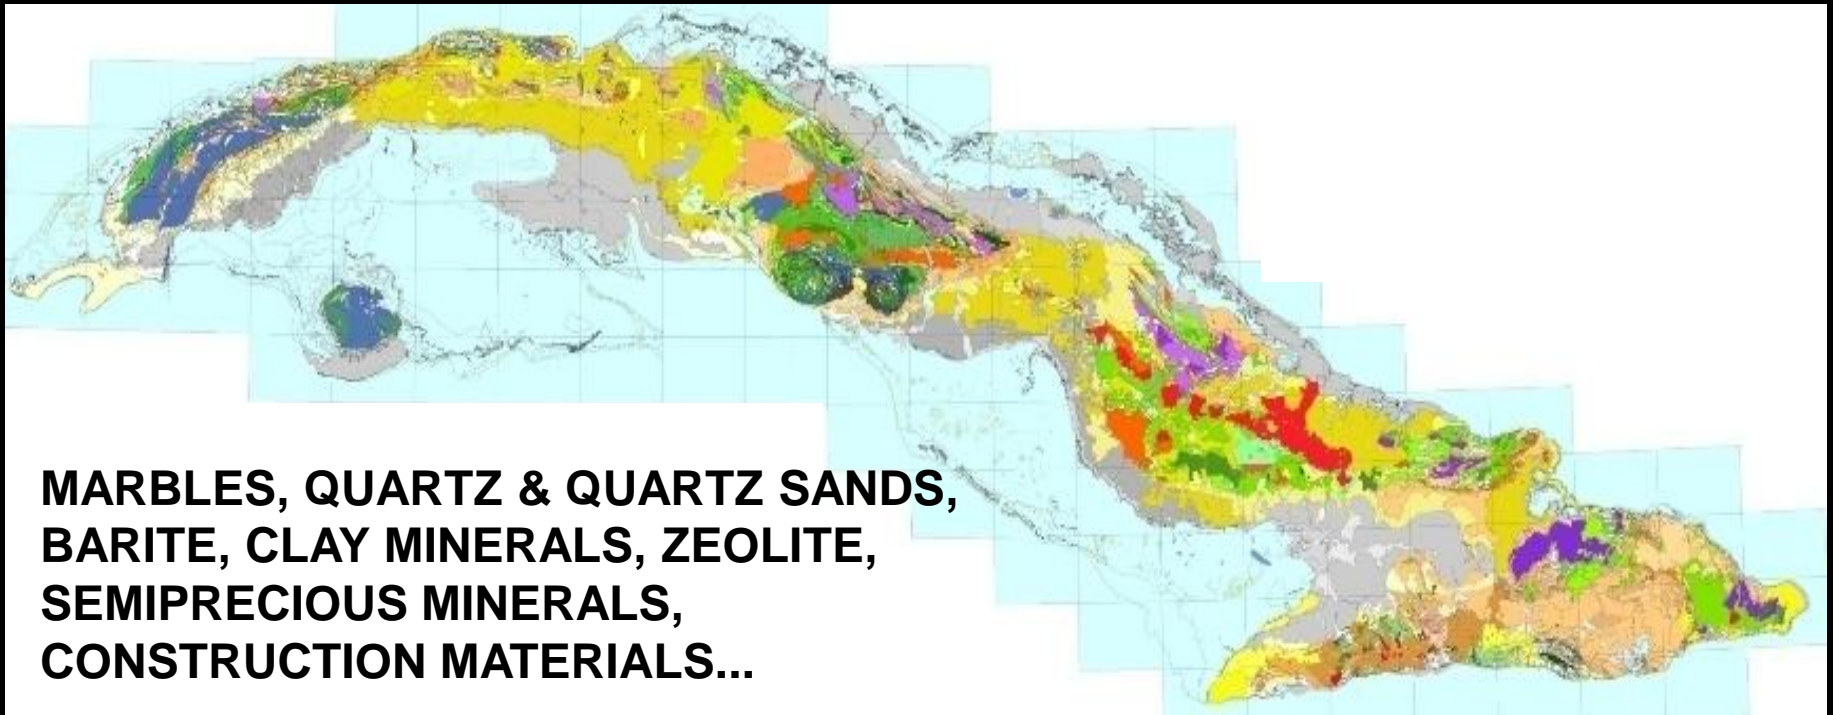 MARBLES, QUARTZ & QUARTZ SANDS,
BARITE, CLAY MINERALS, ZEOLITE,
SEMIPRECIOUS MINERALS,
CONSTRUCTION MATERIALS...